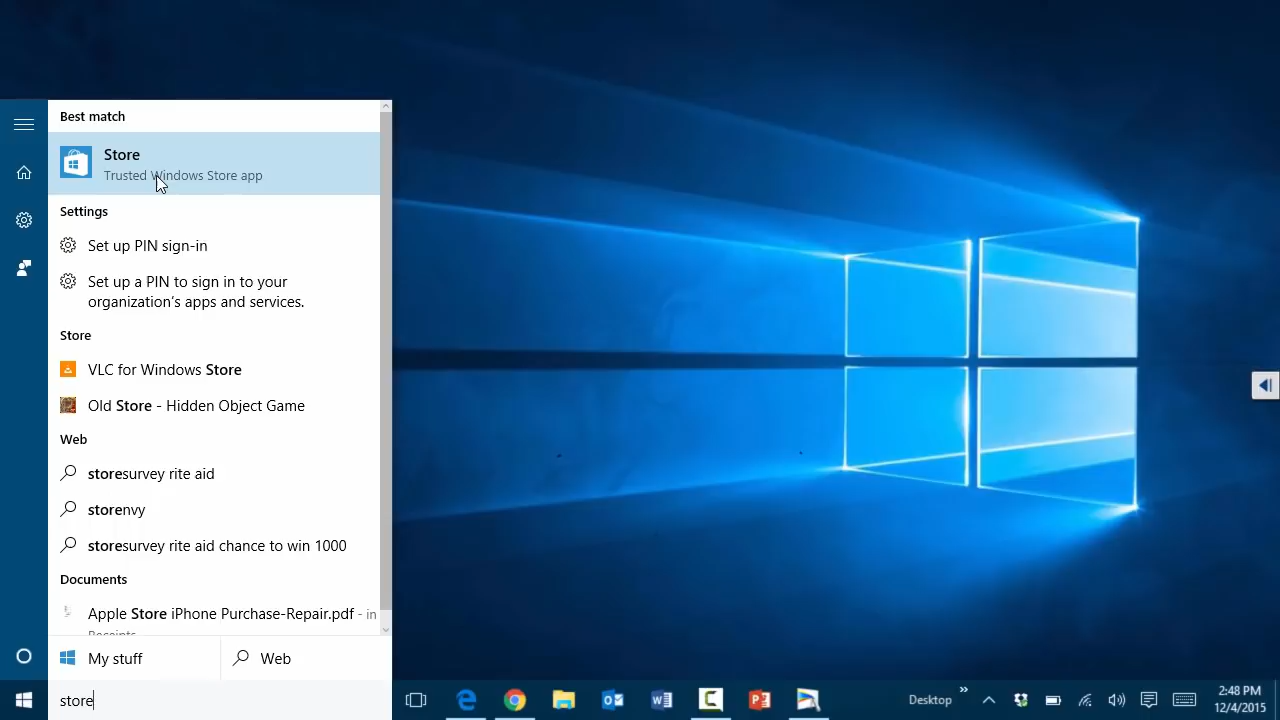 Best match
Store
Trusted Windows Store app
Settings
Set up PIN sign-in
Set up a PIN to sign in to your
organization's apps and services.
Store
VLC for Windows Store
Old Store - Hidden Object Game
Web
storesurvey rite aid
storenvy
storesurvey rite aid chance to win 1000
Documents
Apple Store iPhone Purchase-Repair.pdf - in
Receipts
My stuff
Web
store
Desktop
2:48 PM
12/4/2015